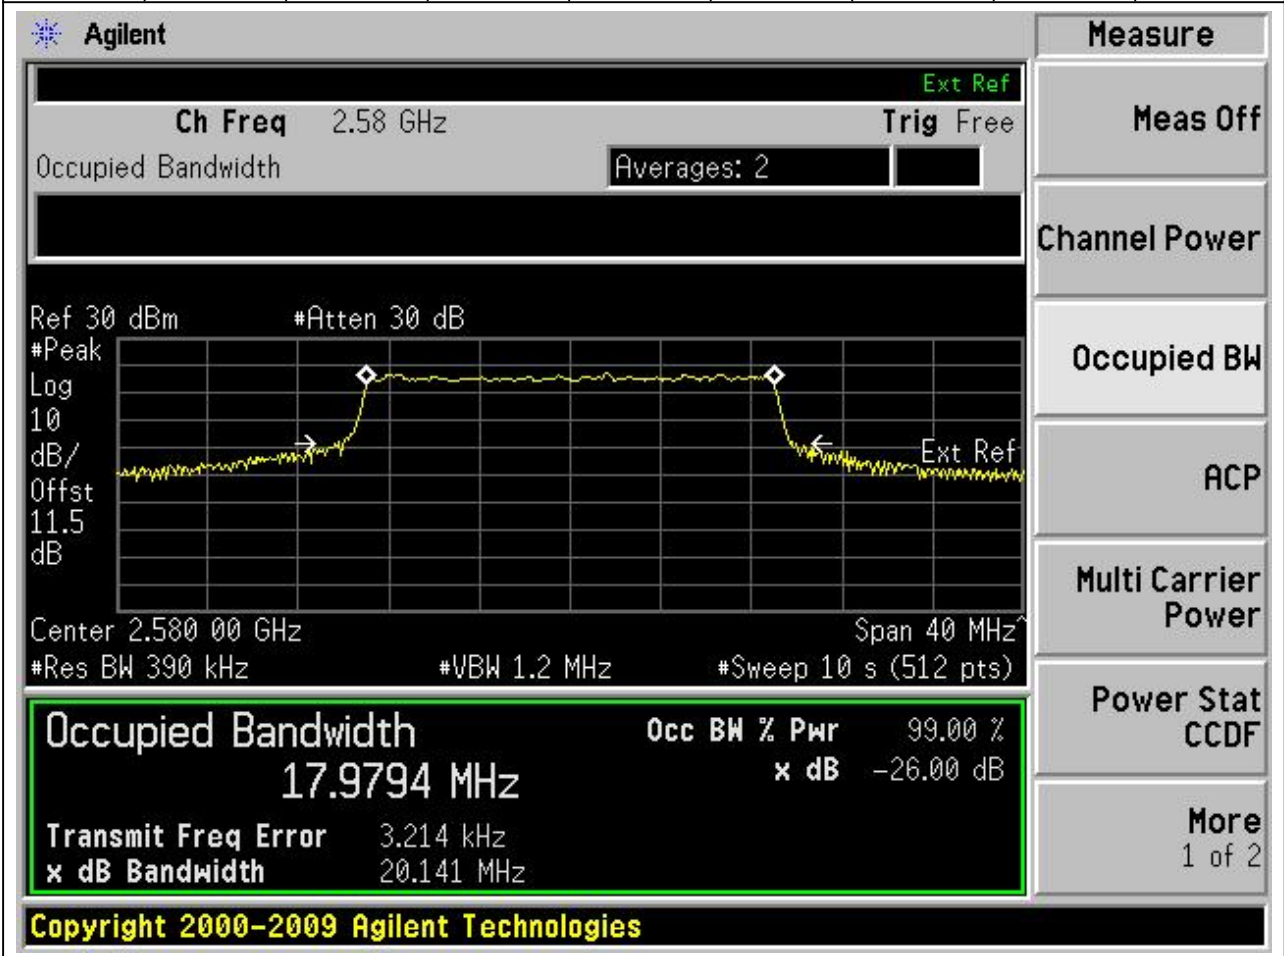 Agilent
Measure
Ext Ref
Ch Freq 2.58 GHz Trig Free
Meas Off
Occupied Bandwidth Averages: 2
Channel Power
Ref 30 dBm #Atten 30 dB
#Peak
Log
10
dB/
Offst
11.5
dB
Ext Ref
Occupied BW
ACP
Center 2.580 00 GHz Span 40 MHz^
#Res BW 390 kHz #VBW 1.2 MHz #Sweep 10 s (512 pts)
Multi Carrier
Power
Occupied Bandwidth Occ BW % Pwr 99.00 %
17.9794 MHz x dB -26.00 dB
Power Stat
CCDF
Transmit Freq Error 3.214 kHz
x dB Bandwidth 20.141 MHz
More
1 of 2
Copyright 2000-2009 Agilent Technologies